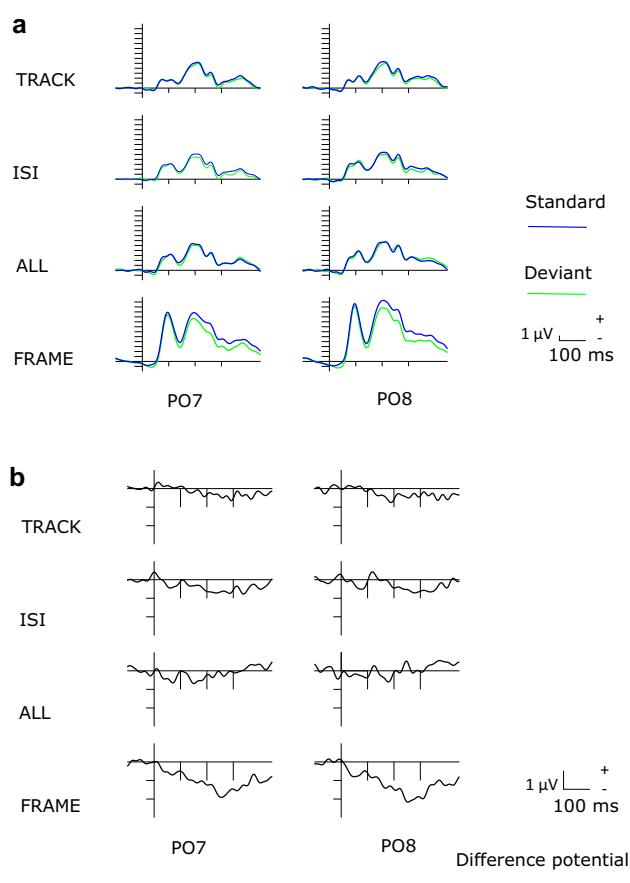 a
TRACK
ISI
Standard
ALL
Deviant
+
1 µV
-
FRAME
100 ms
PO7
PO8
b
TRACK
ISI
ALL
+
1 µV
-
FRAME
100 ms
PO7
PO8
Difference potential